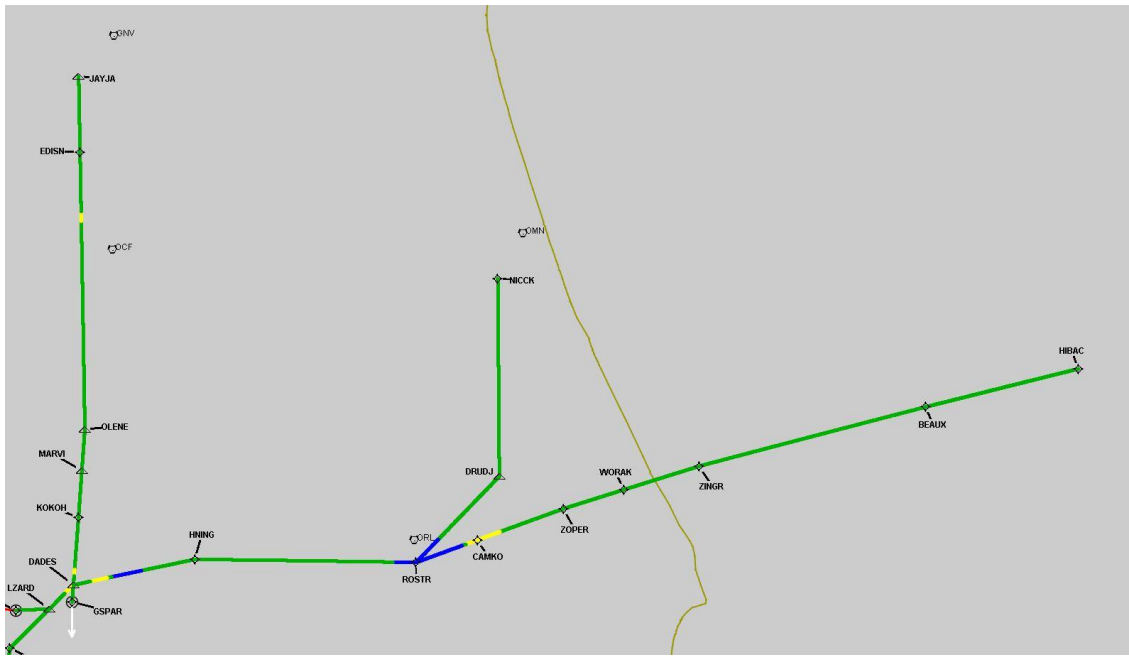 GNV
JAYJA
EDISN
OMN
OCF
NICCK
HIBAC
BEAUX
OLENE
MARVI
DRUDJ
WORAK
ZINGR
KOKOH
ZOPER
HNING
ORL
CAMKO
DADES
ROSTR
LZARD
GSPAR